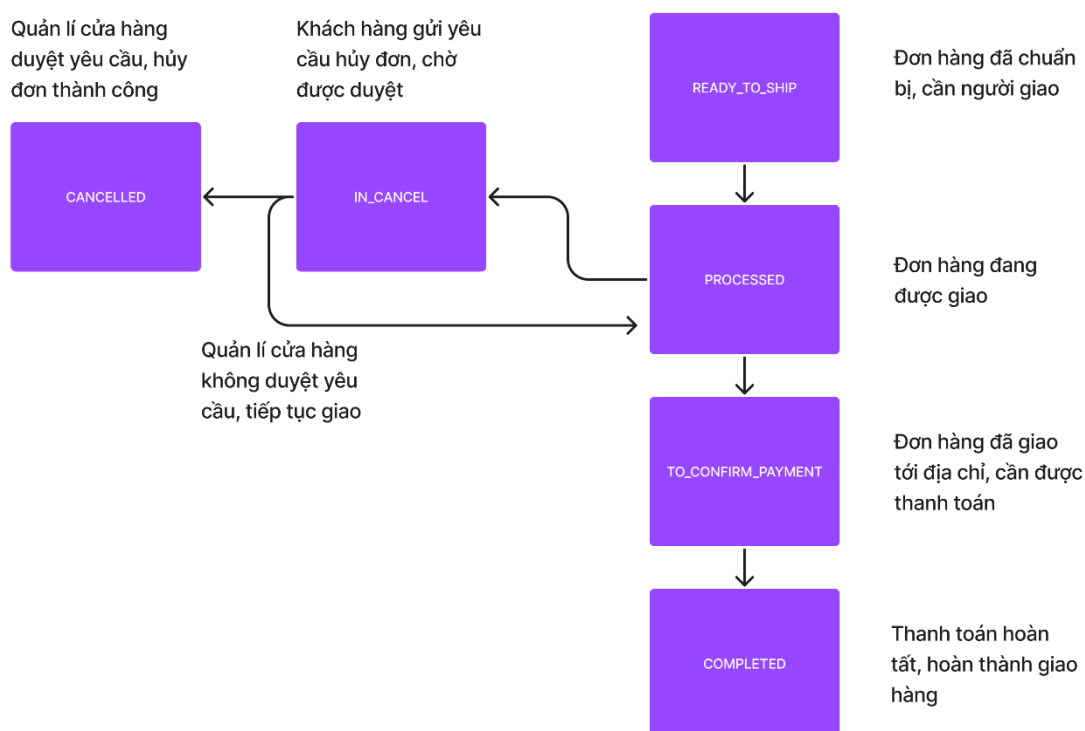 Quản lí cửa hàng
duyệt yêu cầu, hủy
đơn thành công
Khách hàng gửi yêu
cầu hủy đơn, chờ
được duyệt
READY_TO_SHIP
Đơn hàng đã chuẩn
bị, cần người giao
CANCELLED
IN_CANCEL
PROCESSED
Đơn hàng đang
được giao
Quản lí cửa hàng
không duyệt yêu
cầu, tiếp tục giao
TO_CONFIRM_PAYMENT
Đơn hàng đã giao
tới địa chỉ, cần được
thanh toán
COMPLETED
Thanh toán hoàn
tất, hoàn thành giao
hàng